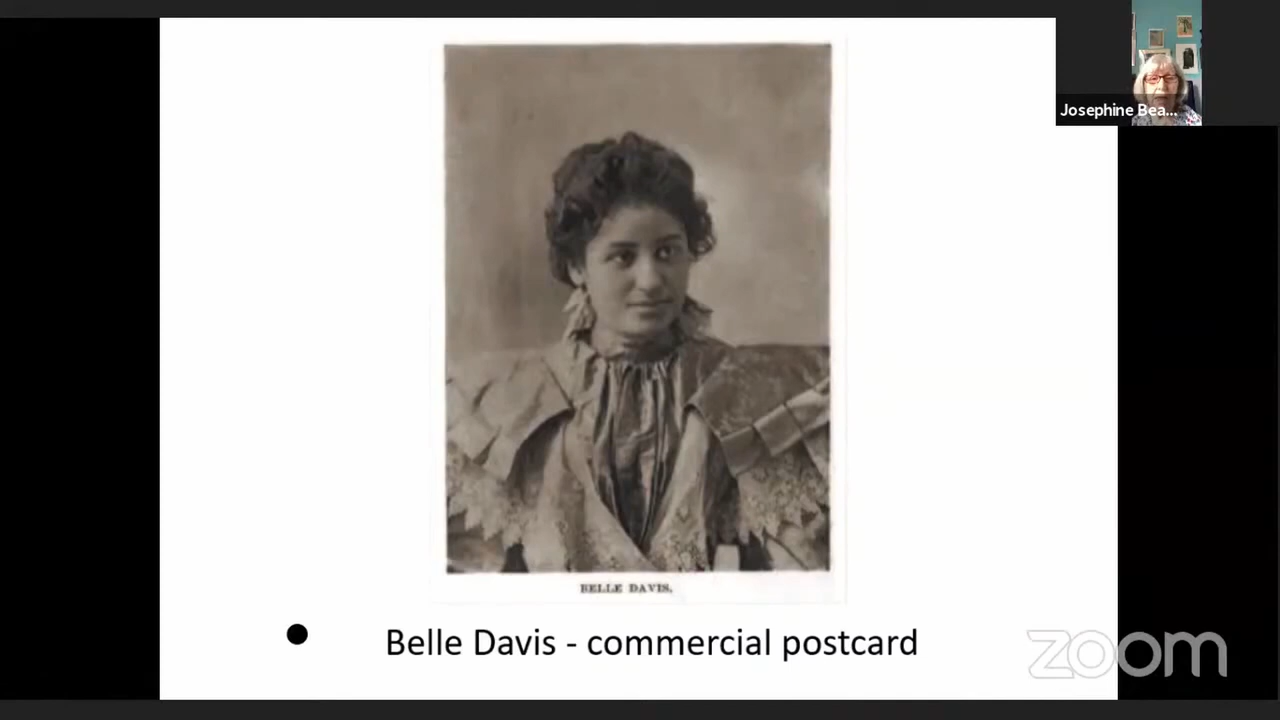 Josephine Bea...
BELLE DAVIS.
• Belle Davis - commercial postcard
zoom